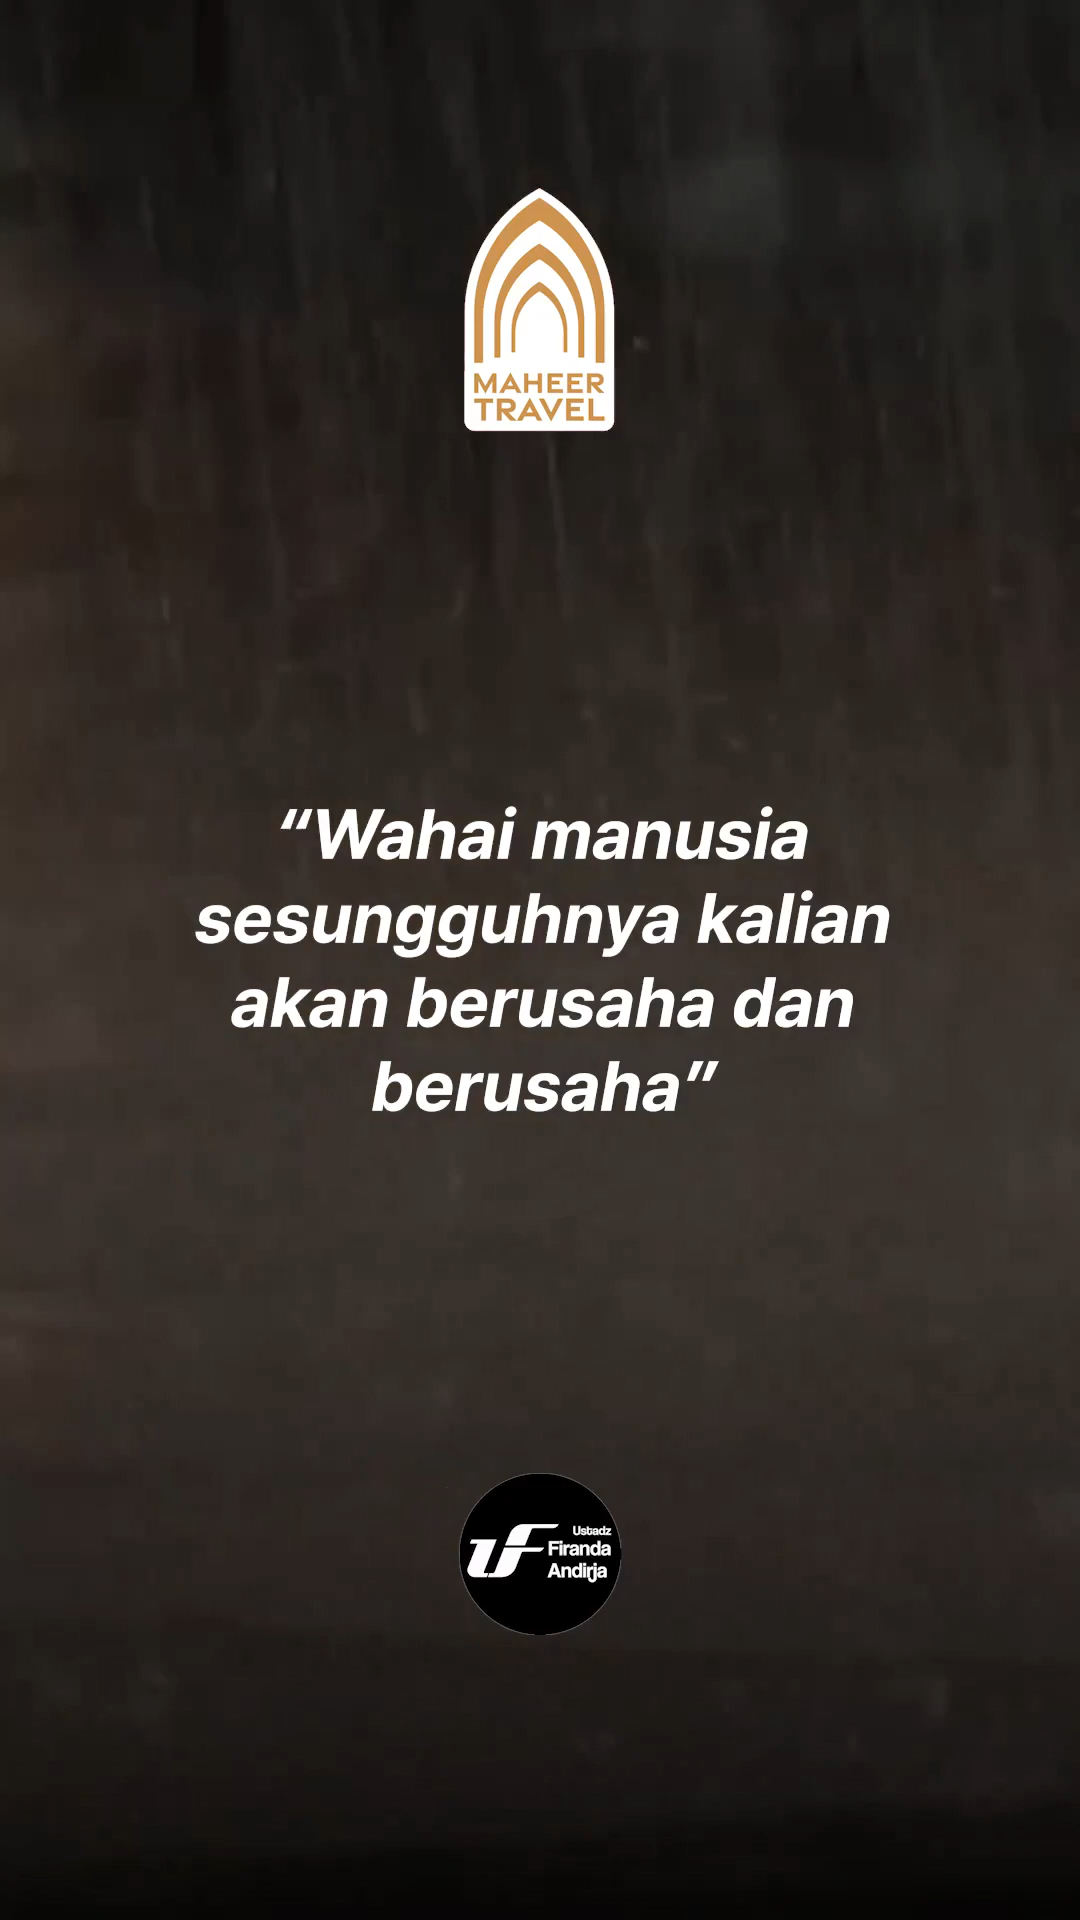 MAHEER
TRAVEL
“Wahai manusia
sesungguhnya kalian
akan berusaha dan
berusaha”
Ustadz
Firanda
Andirja